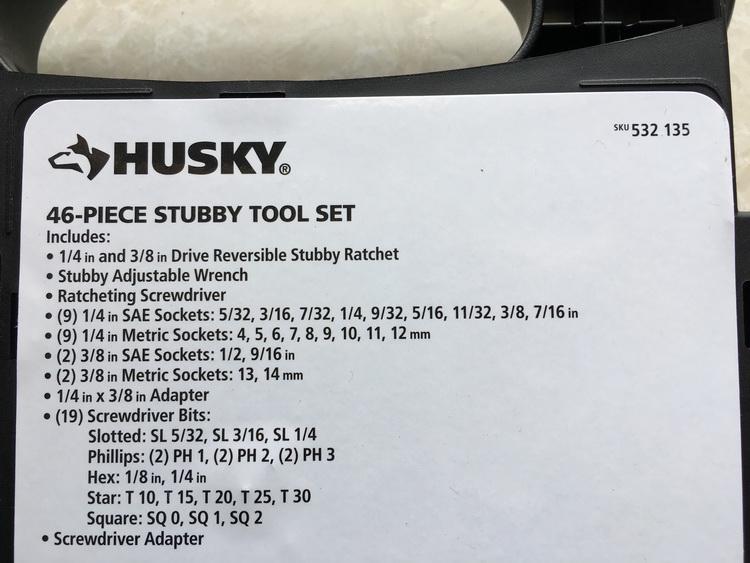 HUSKY®
SKU 532 135
46-PIECE STUBBY TOOL SET
Includes:
• 1/4 in and 3/8 in Drive Reversible Stubby Ratchet
• Stubby Adjustable Wrench
• Ratcheting Screwdriver
• (9) 1/4 in SAE Sockets: 5/32, 3/16, 7/32, 1/4, 9/32, 5/16, 11/32, 3/8, 7/16 in
• (9) 1/4 in Metric Sockets: 4, 5, 6, 7, 8, 9, 10, 11, 12 mm
• (2) 3/8 in SAE Sockets: 1/2, 9/16 in
• (2) 3/8 in Metric Sockets: 13, 14 mm
• 1/4 in x 3/8 in Adapter
• (19) Screwdriver Bits:
Slotted: SL 5/32, SL 3/16, SL 1/4
Phillips: (2) PH 1, (2) PH 2, (2) PH 3
Hex: 1/8 in, 1/4 in
Star: T 10, T 15, T 20, T 25, T 30
Square: SQ 0, SQ 1, SQ 2
• Screwdriver Adapter